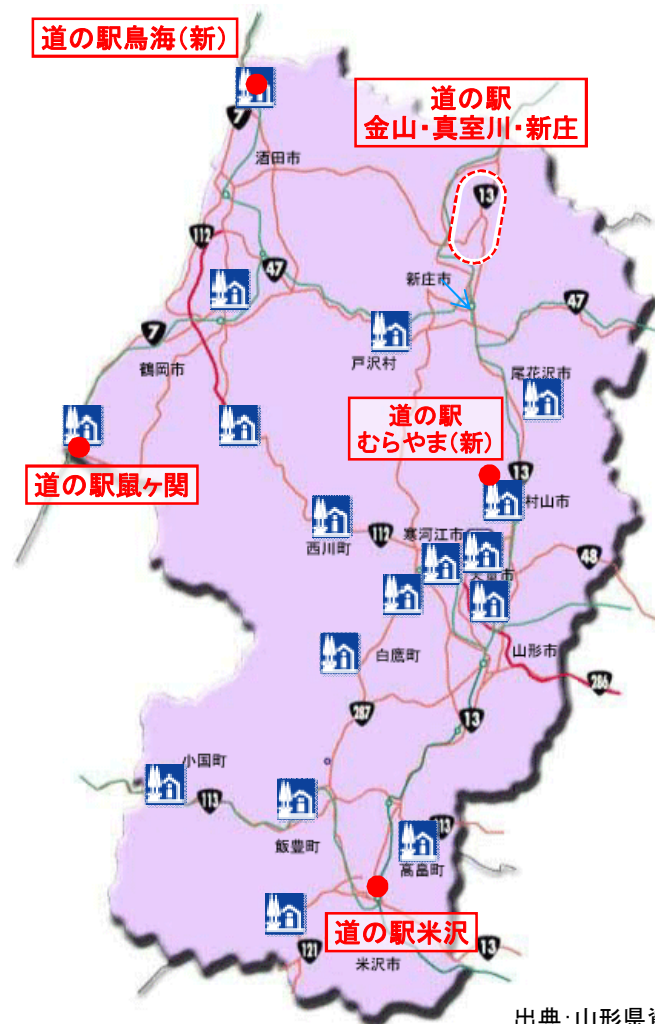 道の駅鳥海(新)
道の駅
金山・真室川・新庄
7
酒田市
13
112
47
新庄市
47
7
戸沢村
鶴岡市
尾花沢市
道の駅
むらやま(新)
13
道の駅鼠ヶ関
村山市
112
寒河江市
西川町
48
天童市
山形市
白鷹町
286
287
13
小国町
113
113
飯豊町
高畠町
道の駅米沢
121
13
米沢市
出典:山形県資